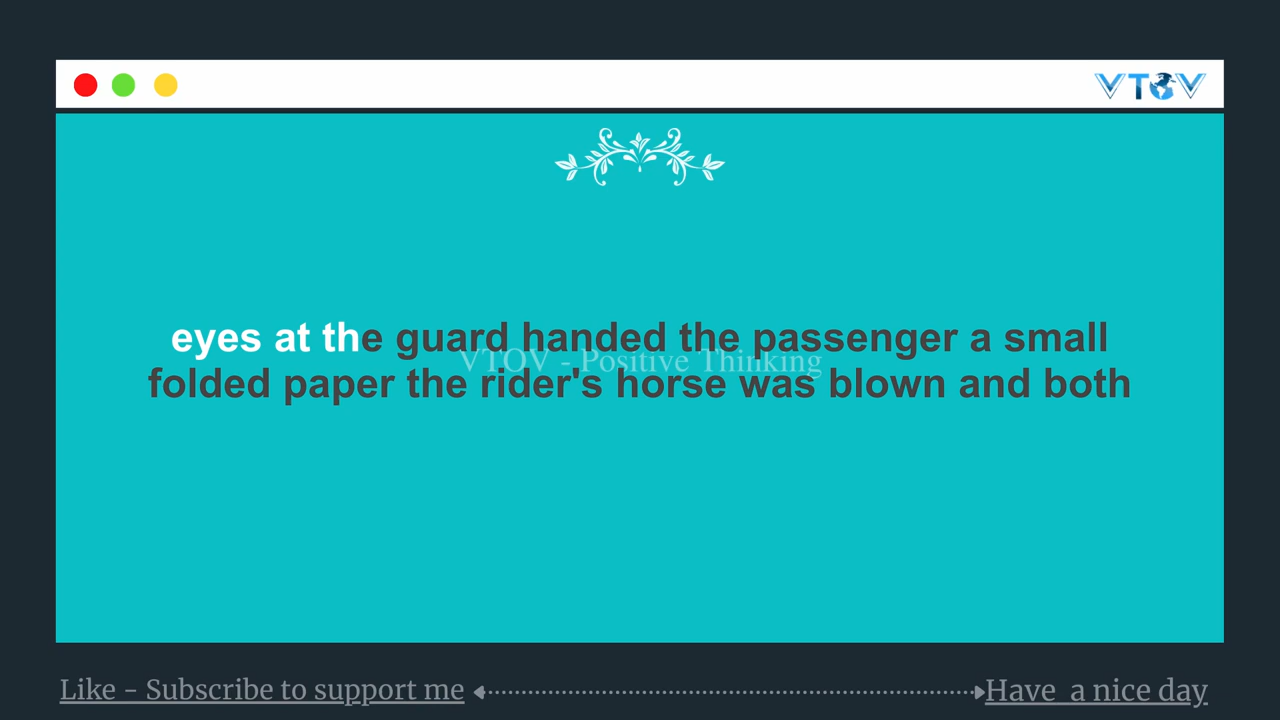 VTOV
eyes at the guard handed the passenger a small
VTOV - Positive Thinking
folded paper the rider's horse was blown and both
Like - Subscribe to support me
Have a nice day